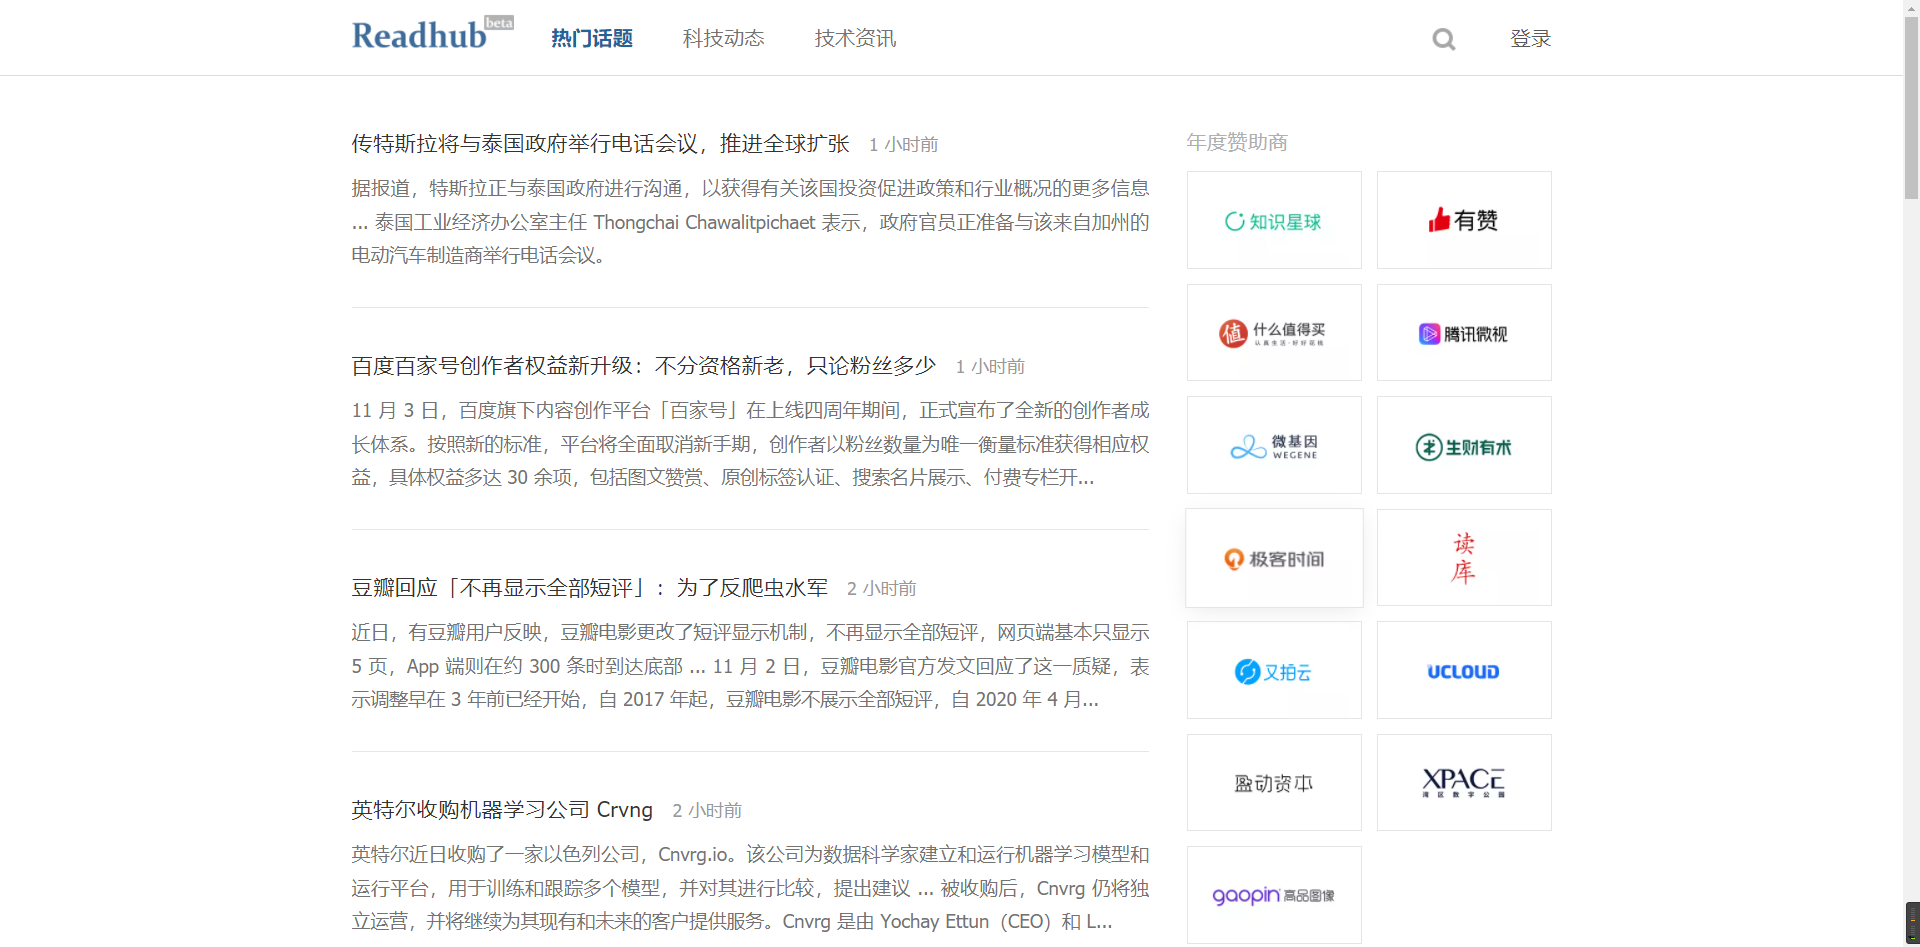 Readhub beta 热门话题 科技动态 技术资讯 登录
传特斯拉将与泰国政府举行电话会议，推进全球扩张 1 小时前
据报道，特斯拉正与泰国政府进行沟通，以获得有关该国投资促进政策和行业概况的更多信息
... 泰国工业经济办公室主任 Thongchai Chawalitpichaet 表示，政府官员正准备与该来自加州的
电动汽车制造商举行电话会议。
百度百家号创作者权益新升级：不分资格新老，只论粉丝多少 1 小时前
11 月 3 日，百度旗下内容创作平台「百家号」在上线四周年期间，正式宣布了全新的创作者成
长体系。按照新的标准，平台将全面取消新手期，创作者以粉丝数量为唯一衡量标准获得相应权
益，具体权益多达 30 余项，包括图文赞赏、原创标签认证、搜索名片展示、付费专栏开...
豆瓣回应「不再显示全部短评」：为了反爬虫水军 2 小时前
近日，有豆瓣用户反映，豆瓣电影更改了短评显示机制，不再显示全部短评，网页端基本只显示
5 页，App 端则在约 300 条时到达底部 ... 11 月 2 日，豆瓣电影官方发文回应了这一质疑，表
示调整早在 3 年前已经开始，自 2017 年起，豆瓣电影不展示全部短评，自 2020 年 4 月...
英特尔收购机器学习公司 Crvng 2 小时前
英特尔近日收购了一家以色列公司，Cnvrg.io。该公司为数据科学家建立和运行机器学习模型和
运行平台，用于训练和跟踪多个模型，并对其进行比较，提出建议 ... 被收购后，Cnvrg 仍将独
立运营，并将继续为其现有和未来的客户提供服务。Cnvrg 是由 Yochay Ettun（CEO）和 L...
年度赞助商
知识星球 有赞
值 什么值得买 腾讯微视
认真生活·好好花钱
微基因 生财有术
WEGENE
极客时间 读
库
又拍云 UCLOUD
盈动资本 XPACE
湾区数字公园
gaopin 高品图像